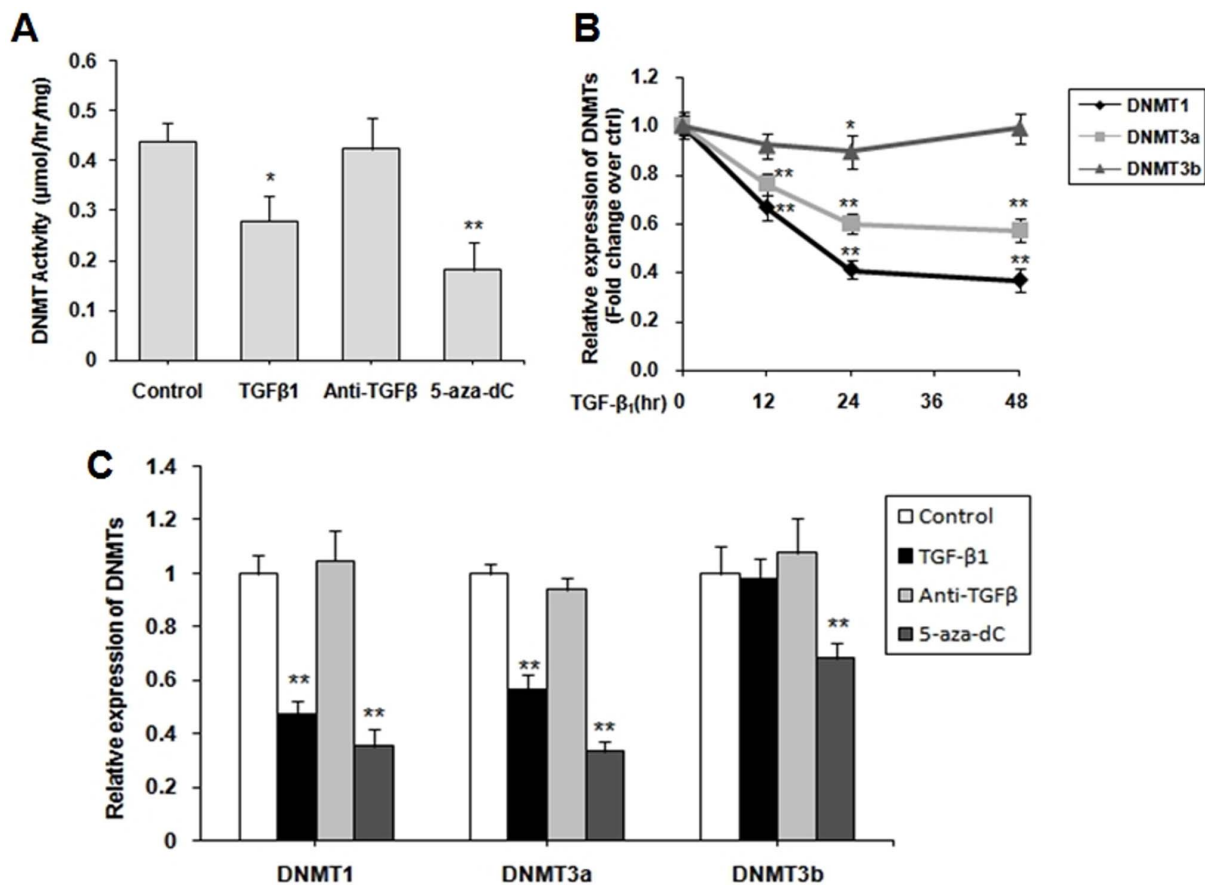 A
DNMT Activity (µmol/hr/mg)
0.6
0.5
0.4
0.3
0.2
0.1
0
*
**
Control TGFβ1 Anti-TGFβ 5-aza-dC
B
Relative expression of DNMTs
(Fold change over ctrl)
1.2
1.0
0.8
0.6
0.4
0.2
0.0
*
**
**
**
**
**
**
TGF-β₁(hr) 0 12 24 36 48
DNMT1
DNMT3a
DNMT3b
C
Relative expression of DNMTs
1.4
1.2
1
0.8
0.6
0.4
0.2
0
**
**
**
**
**
DNMT1 DNMT3a DNMT3b
Control
TGF-β1
Anti-TGFβ
5-aza-dC